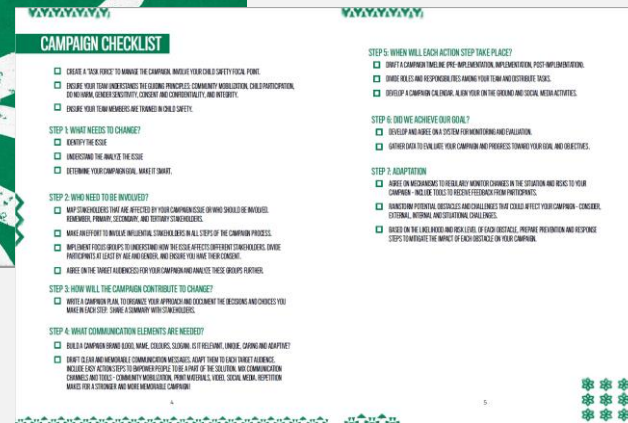 CAMPAIGN CHECKLIST
CREATE A "TASK FORCE" TO MANAGE THE CAMPAIGN. INVOLVE YOUR CHILD SAFETY FOCAL POINT.
ENSURE YOUR TEAM UNDERSTANDS THE GUIDING PRINCIPLES: COMMUNITY MOBILIZATION, CHILD PARTICIPATION,
DO NO HARM, GENDER SENSITIVITY, CONSENT AND CONFIDENTIALITY, AND INTEGRITY.
ENSURE YOUR TEAM MEMBERS ARE TRAINED IN CHILD SAFETY.
STEP 1: WHAT NEEDS TO CHANGE?
IDENTIFY THE ISSUE
UNDERSTAND THE ANALYZE THE ISSUE
DETERMINE YOUR CAMPAIGN GOAL. MAKE IT SMART.
STEP 2: WHO NEED TO BE INVOLVED?
MAP STAKEHOLDERS THAT ARE AFFECTED BY YOUR CAMPAIGN ISSUE OR WHO SHOULD BE INVOLVED.
REMEMBER, PRIMARY, SECONDARY, AND TERTIARY STAKEHOLDERS.
MAKE AN EFFORT TO INVOLVE INFLUENTIAL STAKEHOLDERS IN ALL STEPS OF THE CAMPAIGN PROCESS.
IMPLEMENT FOCUS GROUPS TO UNDERSTAND HOW THE ISSUE AFFECTS DIFFERENT STAKEHOLDERS. DIVIDE
PARTICIPANTS AT LEAST BY AGE AND GENDER, AND ENSURE YOU HAVE THEIR CONSENT.
AGREE ON THE TARGET AUDIENCE(S) FOR YOUR CAMPAIGN AND ANALYZE THESE GROUPS FURTHER.
STEP 3: HOW WILL THE CAMPAIGN CONTRIBUTE TO CHANGE?
WRITE A CAMPAIGN PLAN, TO ORGANIZE YOUR APPROACH AND DOCUMENT THE DECISIONS AND CHOICES YOU
MAKE IN EACH STEP. SHARE A SUMMARY WITH STAKEHOLDERS.
STEP 4: WHAT COMMUNICATION ELEMENTS ARE NEEDED?
BUILD A CAMPAIGN BRAND (LOGO, NAME, COLOURS, SLOGAN). IS IT RELEVANT, UNIQUE, CARING AND ADAPTIVE?
DRAFT CLEAR AND MEMORABLE COMMUNICATION MESSAGES. ADAPT THEM TO EACH TARGET AUDIENCE.
INCLUDE EASY ACTION STEPS TO EMPOWER PEOPLE TO BE A PART OF THE SOLUTION. MIX COMMUNICATION
CHANNELS AND TOOLS - COMMUNITY MOBILIZATION, PRINT MATERIALS, VIDEO, SOCIAL MEDIA. REPETITION
MAKES FOR A STRONGER AND MORE MEMORABLE CAMPAIGN!
4
STEP 5: WHEN WILL EACH ACTION STEP TAKE PLACE?
DRAFT A CAMPAIGN TIMELINE (PRE-IMPLEMENTATION, IMPLEMENTATION, POST-IMPLEMENTATION).
DIVIDE ROLES AND RESPONSIBILITIES AMONG YOUR TEAM AND DISTRIBUTE TASKS.
DEVELOP A CAMPAIGN CALENDAR. ALIGN YOUR ON THE GROUND AND SOCIAL MEDIA ACTIVITIES.
STEP 6: DID WE ACHIEVE OUR GOAL?
DEVELOP AND AGREE ON A SYSTEM FOR MONITORING AND EVALUATION.
GATHER DATA TO EVALUATE YOUR CAMPAIGN AND PROGRESS TOWARD YOUR GOAL AND OBJECTIVES.
STEP 7: ADAPTATION
AGREE ON MECHANISMS TO REGULARLY MONITOR CHANGES IN THE SITUATION AND RISKS TO YOUR
CAMPAIGN - INCLUDE TOOLS TO RECEIVE FEEDBACK FROM PARTICIPANTS.
RAINSTORM POTENTIAL OBSTACLES AND CHALLENGES THAT COULD AFFECT YOUR CAMPAIGN - CONSIDER,
EXTERNAL, INTERNAL AND SITUATIONAL CHALLENGES.
BASED ON THE LIKELIHOOD AND RISK LEVEL OF EACH OBSTACLE, PREPARE PREVENTION AND RESPONSE
STEPS TO MITIGATE THE IMPACT OF EACH OBSTACLE ON YOUR CAMPAIGN.
5